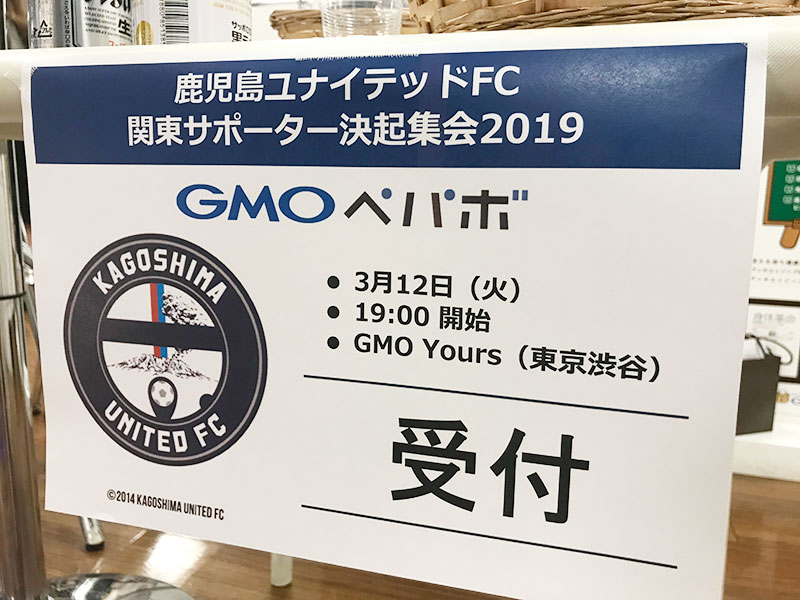 鹿児島ユナイテッドFC
関東サポーター決起集会2019
GMOペパボ
KAGOSHIMA
UNITED FC
©2014 KAGOSHIMA UNITED FC
● 3月12日（火）
● 19:00 開始
● GMO Yours（東京渋谷）
受付